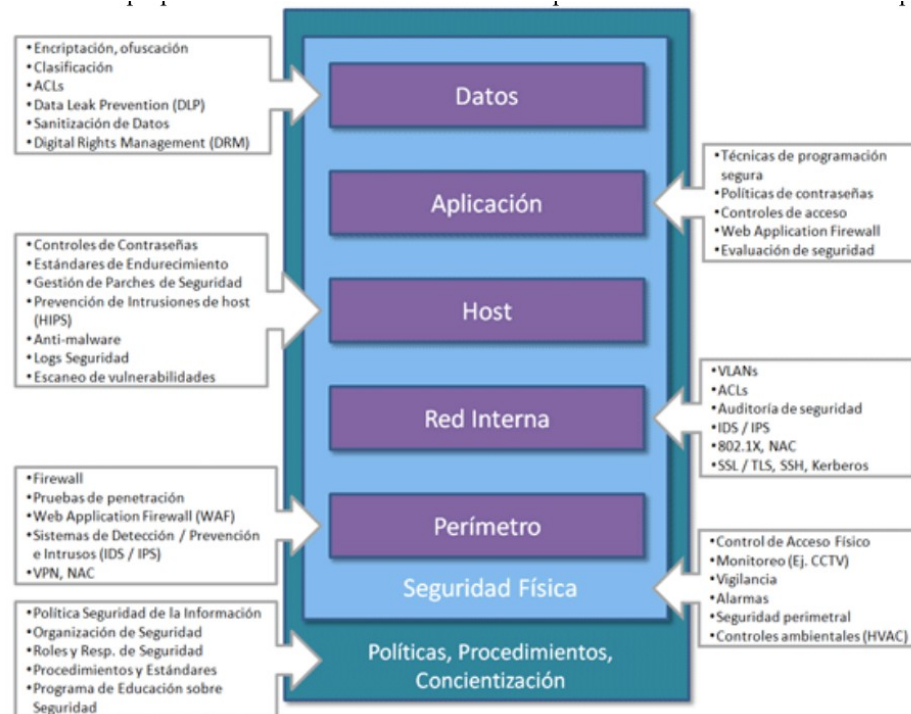 •Encriptación, ofuscación
•Clasificación
•ACLs
•Data Leak Prevention (DLP)
•Sanitización de Datos
•Digital Rights Management (DRM)
Datos
•Técnicas de programación
segura
•Políticas de contraseñas
•Controles de acceso
•Web Application Firewall
•Evaluación de seguridad
Aplicación
•Controles de Contraseñas
•Estándares de Endurecimiento
•Gestión de Parches de Seguridad
•Prevención de Intrusiones de host
(HIPS)
•Anti-malware
•Logs Seguridad
•Escaneo de vulnerabilidades
Host
•VLANs
•ACLs
•Auditoría de seguridad
•IDS / IPS
•802.1X, NAC
•SSL / TLS, SSH, Kerberos
Red Interna
•Firewall
•Pruebas de penetración
•Web Application Firewall (WAF)
•Sistemas de Detección / Prevención
e Intrusos (IDS / IPS)
•VPN, NAC
Perímetro
•Control de Acceso Físico
•Monitoreo (Ej. CCTV)
•Vigilancia
•Alarmas
•Seguridad perimetral
•Controles ambientales (HVAC)
Seguridad Física
•Política Seguridad de la Información
•Organización de Seguridad
•Roles y Resp. de Seguridad
•Procedimientos y Estándares
•Programa de Educación sobre
Seguridad
Políticas, Procedimientos,
Concientización